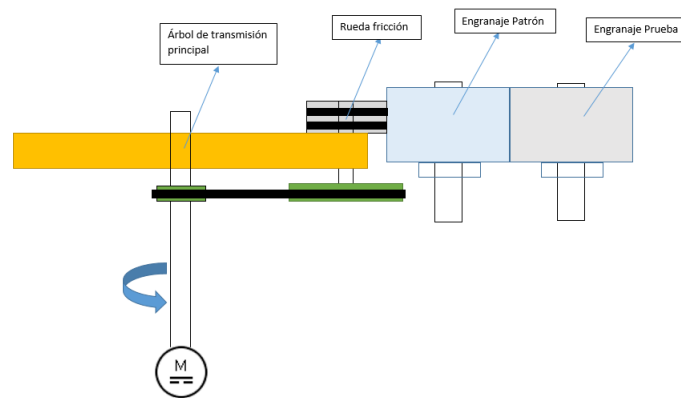 Árbol de transmisión
principal
Rueda fricción
Engranaje Patrón
Engranaje Prueba
M